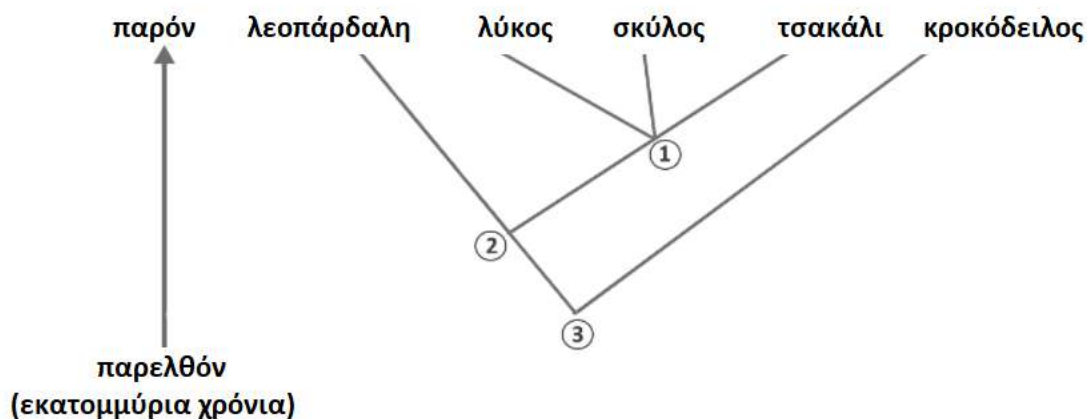 παρόν λεοπάρδαλη λύκος σκύλος τσακάλι κροκόδειλος
1
2
3
παρελθόν
(εκατομμύρια χρόνια)